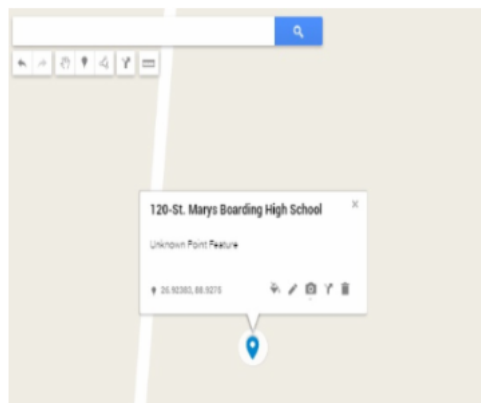 120-St. Marys Boarding High School
Unknown Point Feature
26.92383, 88.9275